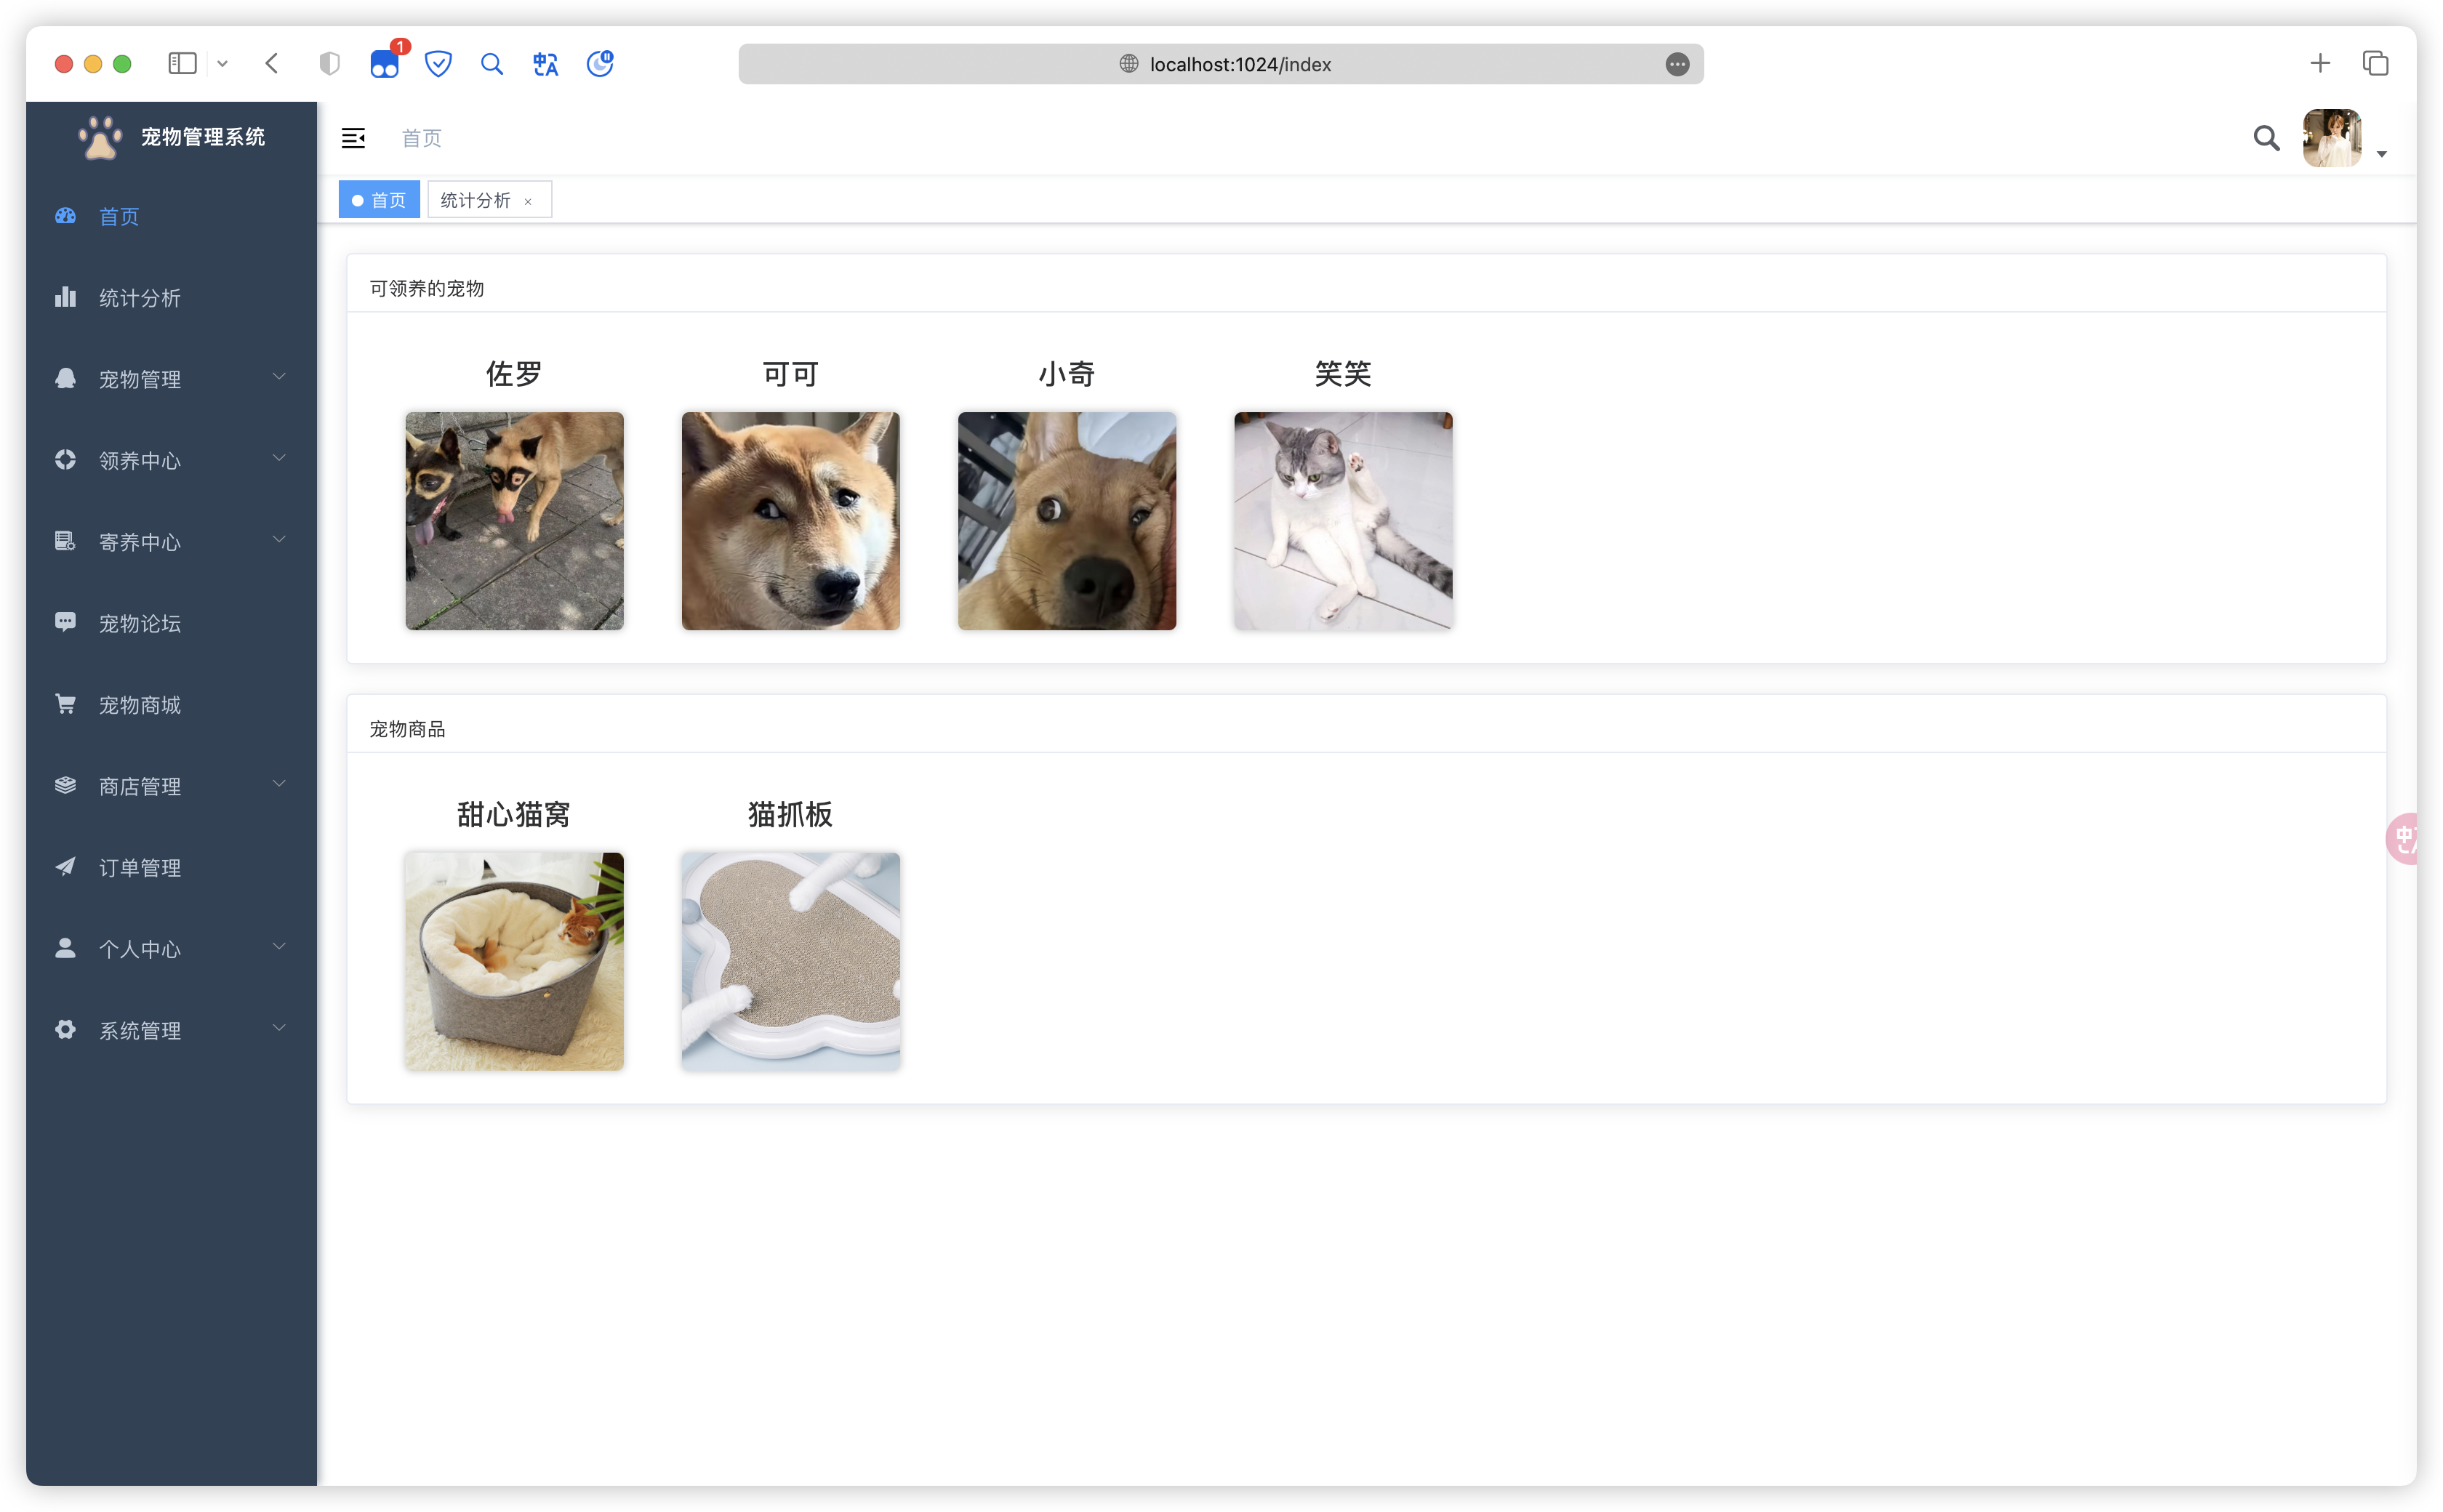 1
localhost:1024/index
宠物管理系统
首页
统计分析
宠物管理
领养中心
寄养中心
宠物论坛
宠物商城
商店管理
订单管理
个人中心
系统管理
首页
首页
统计分析 ×
可领养的宠物
佐罗
可可
小奇
笑笑
宠物商品
甜心猫窝
猫抓板